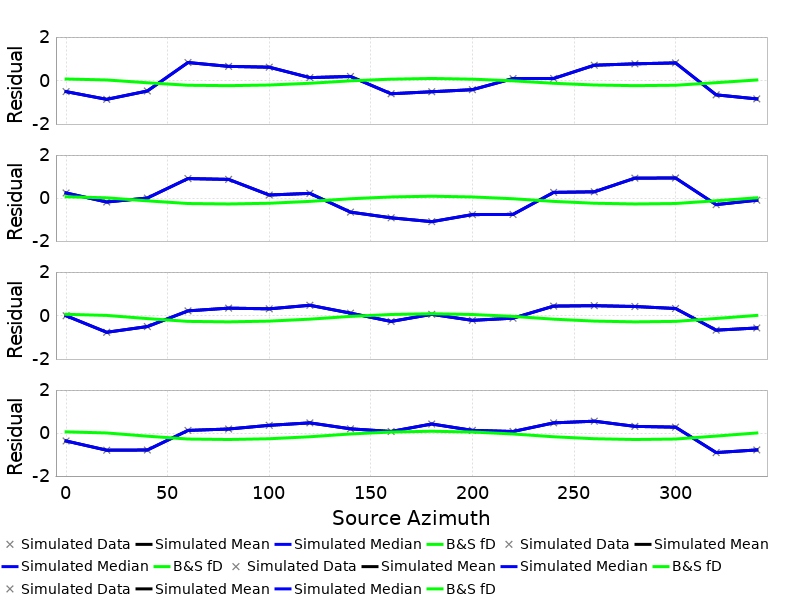 2
0
-2
Residual
2
0
-2
Residual
2
0
-2
Residual
2
0
-2
Residual
0 50 100 150 200 250 300
Source Azimuth
× Simulated Data Simulated Mean Simulated Median B&S fD × Simulated Data Simulated Mean
Simulated Median B&S fD × Simulated Data Simulated Mean Simulated Median B&S fD
× Simulated Data Simulated Mean Simulated Median B&S fD